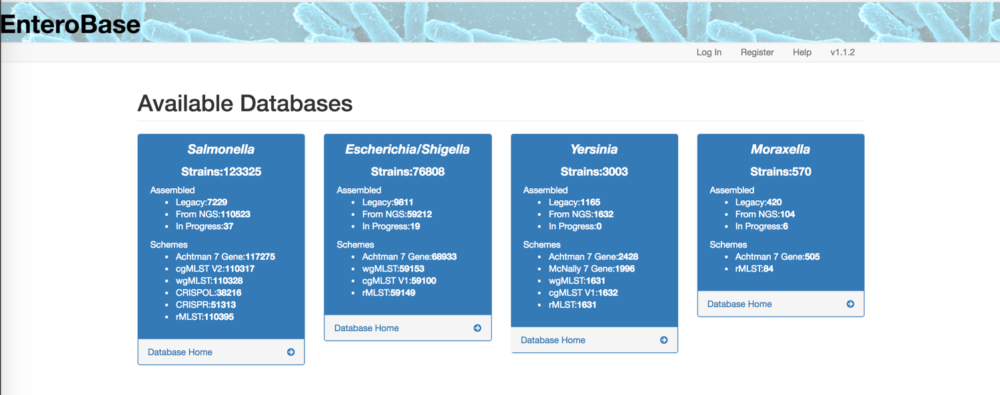 EnteroBase
Log In Register Help v1.1.2
Available Databases
Salmonella
Strains:123325
Assembled
• Legacy:7229
• From NGS:110523
• In Progress:37
Schemes
• Achtman 7 Gene:117275
• cgMLST V2:110317
• wgMLST:110328
• CRISPOL:38216
• CRISPR:51313
• rMLST:110395
Database Home
Escherichia/Shigella
Strains:76808
Assembled
• Legacy:9811
• From NGS:59212
• In Progress:19
Schemes
• Achtman 7 Gene:68933
• wgMLST:59153
• cgMLST V1:59100
• rMLST:59149
Database Home
Yersinia
Strains:3003
Assembled
• Legacy:1165
• From NGS:1632
• In Progress:0
Schemes
• Achtman 7 Gene:2428
• McNally 7 Gene:1996
• wgMLST:1631
• cgMLST V1:1632
• rMLST:1631
Database Home
Moraxella
Strains:570
Assembled
• Legacy:420
• From NGS:104
• In Progress:6
Schemes
• Achtman 7 Gene:505
• rMLST:84
Database Home